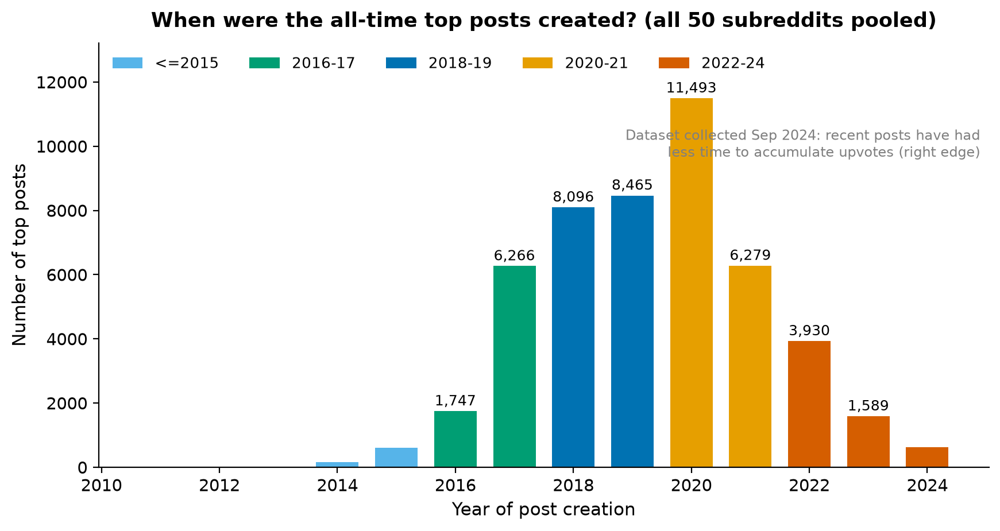 When were the all-time top posts created? (all 50 subreddits pooled)
<=2015 2016-17 2018-19 2020-21 2022-24
12000
10000
8000
6000
4000
2000
0
Number of top posts
11,493
Dataset collected Sep 2024: recent posts have had
less time to accumulate upvotes (right edge)
8,465
8,096
6,266
6,279
3,930
1,747
1,589
2010 2012 2014 2016 2018 2020 2022 2024
Year of post creation